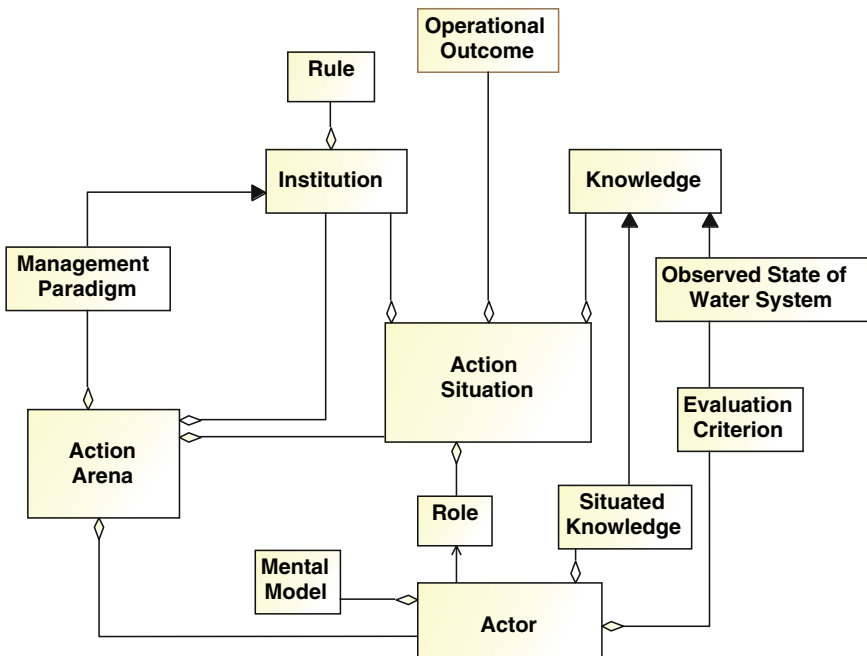 Operational
Outcome
Rule
Institution
Knowledge
Management
Paradigm
Observed State of
Water System
Action
Situation
Evaluation
Criterion
Action
Arena
Role
Situated
Knowledge
Mental
Model
Actor